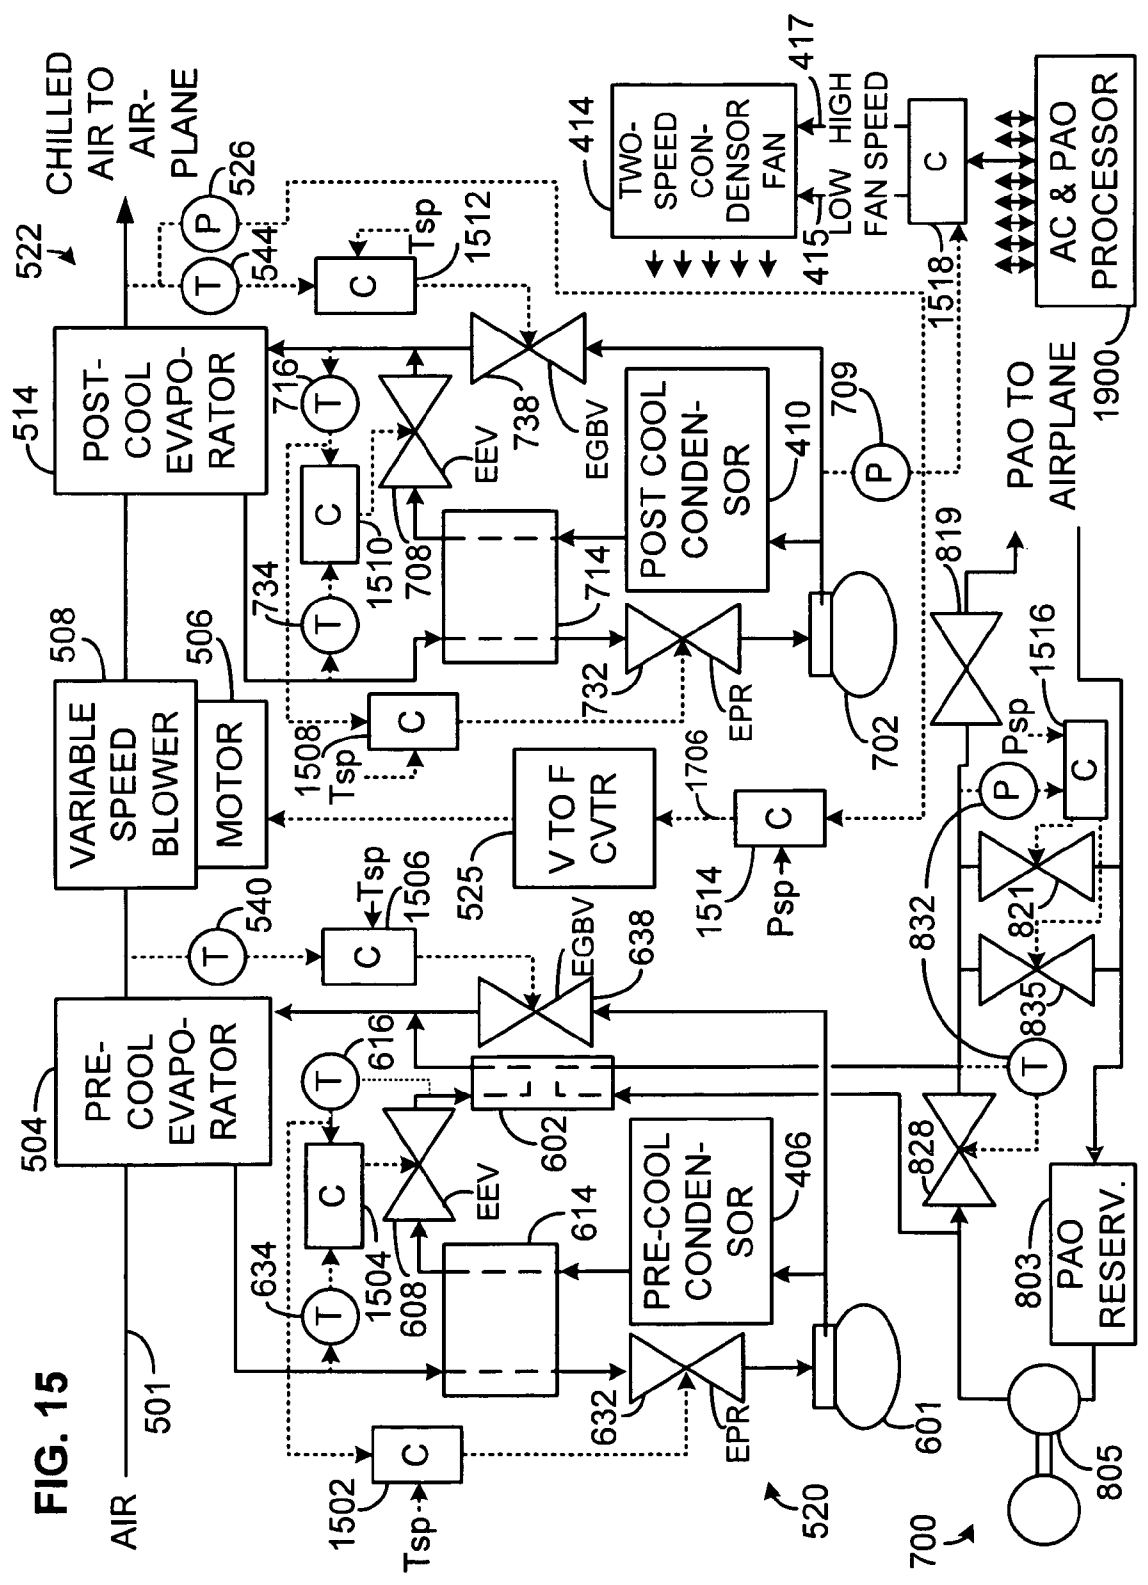 FIG. 15
AIR
501
504
PRE-
COOL
EVAPO-
RATOR
540
T
VARIABLE
SPEED
BLOWER
508
MOTOR
506
514
POST-
COOL
EVAPO-
RATOR
522
CHILLED
AIR TO
AIR-
PLANE
T
544
P
526
C
Tsp
1512
1502
C
Tsp
634
T
C
1504
T
616
608
EEV
C
Tsp
1506
EGBV
638
602
614
632
EPR
PRE-COOL
CONDEN-
SOR
406
601
520
525
V TO F
CVTR
1706
C
1514
Psp
1508
C
Tsp
734
T
C
1510
T
716
708
EEV
738
EGBV
714
732
EPR
POST COOL
CONDEN-
SOR
410
702
P
709
414
TWO-
SPEED
CON-
DENSOR
FAN
415
417
LOW HIGH
FAN SPEED
C
1518
AC & PAO
PROCESSOR
1900
700
805
803
PAO
RESERV.
828
T
832
835
821
P
Psp
C
1516
819
PAO TO
AIRPLANE